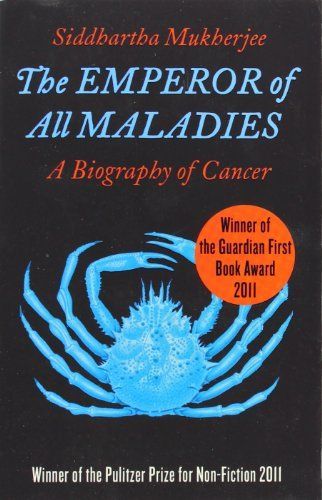 Siddhartha Mukherjee
The EMPEROR of
All MALADIES
A Biography of Cancer
Winner of
the Guardian First
Book Award
2011
Winner of the Pulitzer Prize for Non-Fiction 2011